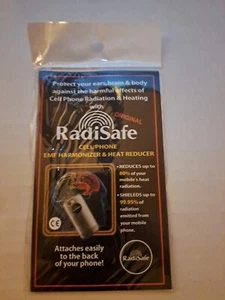 Protect your ears, brain & body
against the harmful effects of
Cell Phone Radiation & Heating
with
ORIGINAL
RadiSafe
CELL/PHONE
EMF HARMONIZER & HEAT REDUCER
• REDUCES up to
80% of your
mobile's heat
radiation.
• SHIELDS up to
99.95% of
radiation
emitted from
your mobile
phone.
CE
Attaches easily
to the back
of your phone!
RadiSafe